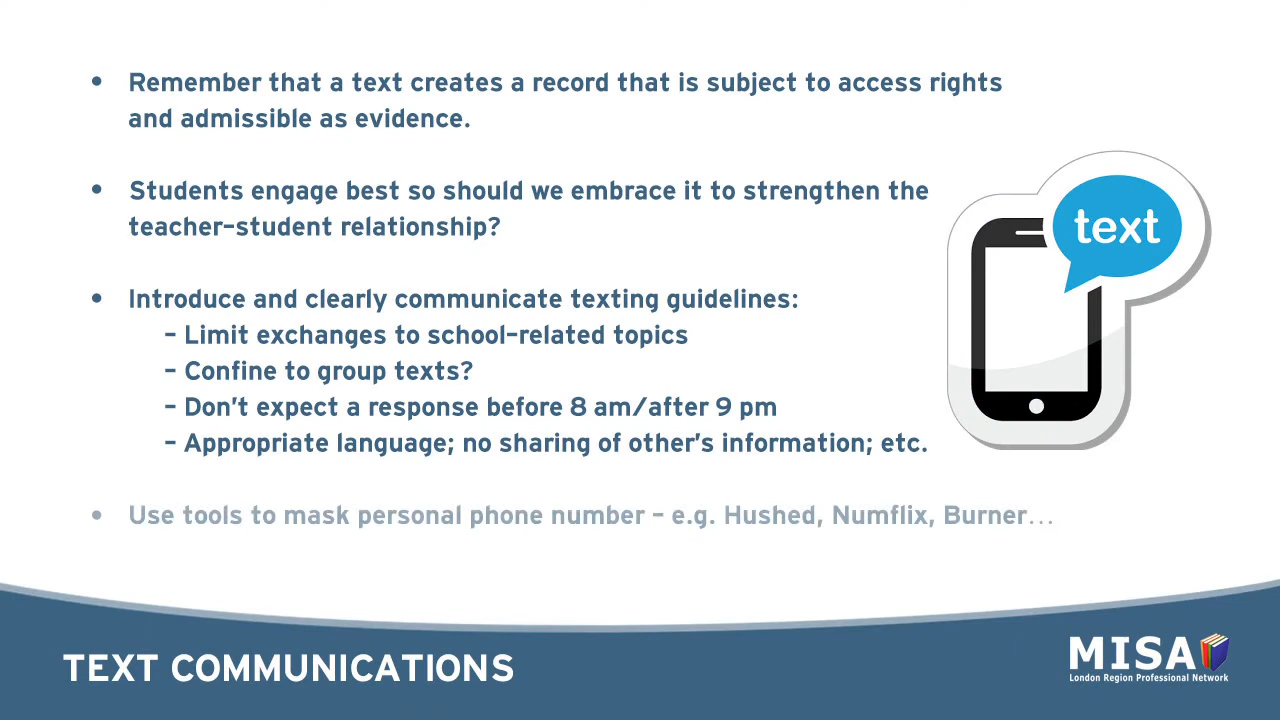 • Remember that a text creates a record that is subject to access rights
and admissible as evidence.
• Students engage best so should we embrace it to strengthen the
teacher–student relationship?
• Introduce and clearly communicate texting guidelines:
– Limit exchanges to school–related topics
– Confine to group texts?
– Don't expect a response before 8 am/after 9 pm
– Appropriate language; no sharing of other's information; etc.
• Use tools to mask personal phone number – e.g. Hushed, Numflix, Burner...
text
TEXT COMMUNICATIONS
MISA
London Region Professional Network